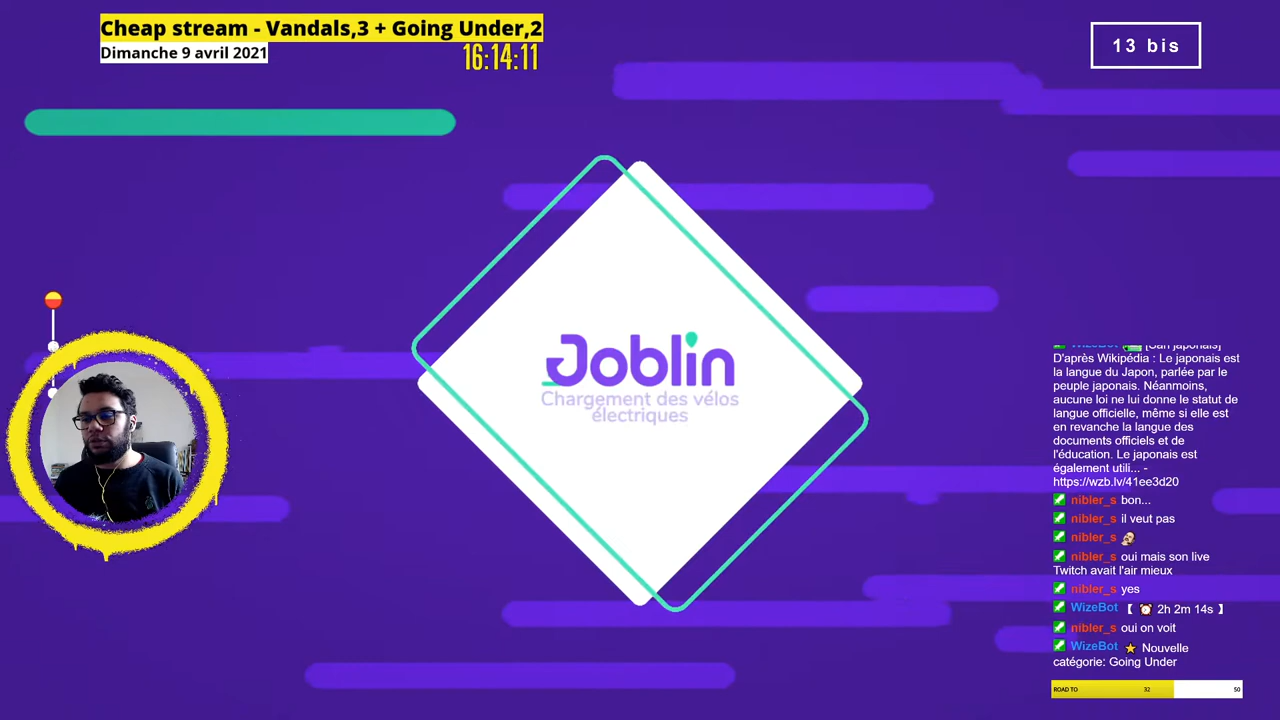 Cheap stream - Vandals,3 + Going Under,2
Dimanche 9 avril 2021
16:14:11
13 bis
Joblin
Chargement des vélos
électriques
WizeBot [San japonais]
D'après Wikipédia : Le japonais est
la langue du Japon, parlée par le
peuple japonais. Néanmoins,
aucune loi ne lui donne le statut de
langue officielle, même si elle est
en revanche la langue des
documents officiels et de
l'éducation. Le japonais est
également utili... -
https://wzb.lv/41ee3d20
nibler_s bon...
nibler_s il veut pas
nibler_s
nibler_s oui mais son live
Twitch avait l'air mieux
nibler_s yes
WizeBot 【 ⏰ 2h 2m 14s 】
nibler_s oui on voit
WizeBot ⭐ Nouvelle
catégorie: Going Under
ROAD TO 32 50